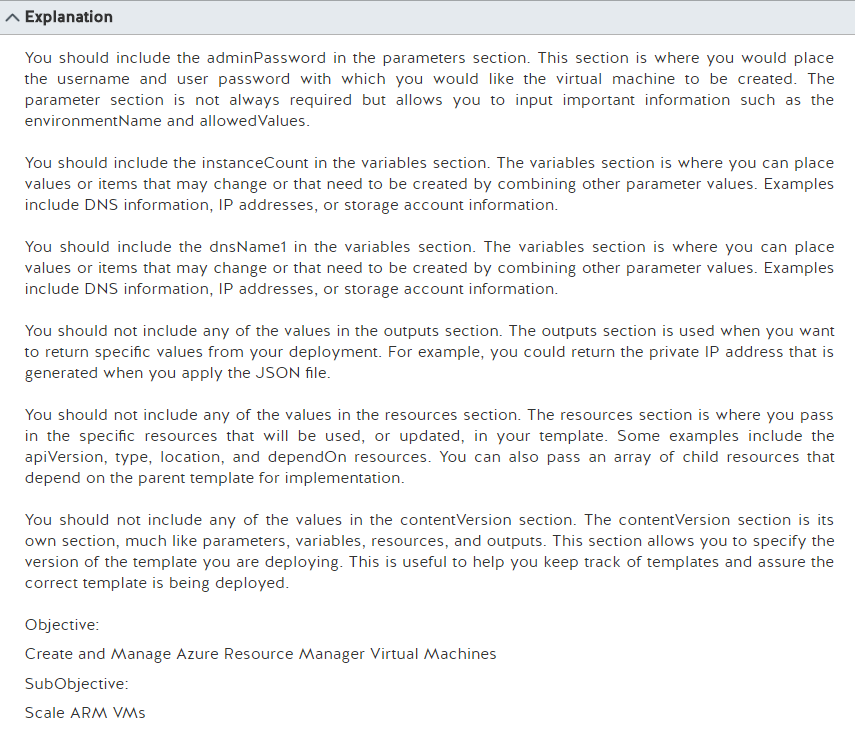 Explanation
You should include the adminPassword in the parameters section. This section is where you would place
the username and user password with which you would like the virtual machine to be created. The
parameter section is not always required but allows you to input important information such as the
environmentName and allowedValues.
You should include the instanceCount in the variables section. The variables section is where you can place
values or items that may change or that need to be created by combining other parameter values. Examples
include DNS information, IP addresses, or storage account information.
You should include the dnsName1 in the variables section. The variables section is where you can place
values or items that may change or that need to be created by combining other parameter values. Examples
include DNS information, IP addresses, or storage account information.
You should not include any of the values in the outputs section. The outputs section is used when you want
to return specific values from your deployment. For example, you could return the private IP address that is
generated when you apply the JSON file.
You should not include any of the values in the resources section. The resources section is where you pass
in the specific resources that will be used, or updated, in your template. Some examples include the
apiVersion, type, location, and dependOn resources. You can also pass an array of child resources that
depend on the parent template for implementation.
You should not include any of the values in the contentVersion section. The contentVersion section is its
own section, much like parameters, variables, resources, and outputs. This section allows you to specify the
version of the template you are deploying. This is useful to help you keep track of templates and assure the
correct template is being deployed.
Objective:
Create and Manage Azure Resource Manager Virtual Machines
SubObjective:
Scale ARM VMs